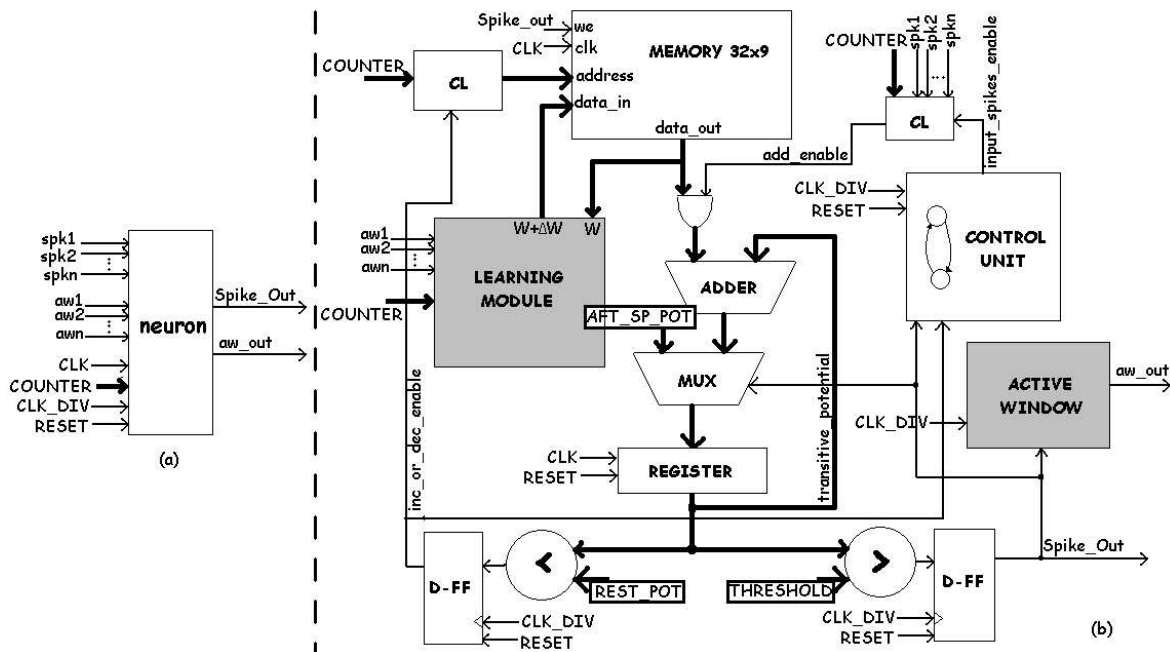 spk1
spk2
⋮
spkn
aw1
aw2
⋮
awn
CLK
COUNTER
CLK_DIV
RESET
neuron
Spike_Out
aw_out
(a)
Spike_out
we
CLK
clk
MEMORY 32x9
COUNTER
CL
address
data_in
data_out
COUNTER
spk1
spk2
...
spkn
CL
input_spikes_enable
add_enable
CLK_DIV
RESET
CONTROL
UNIT
aw1
aw2
⋮
awn
COUNTER
W+ΔW
W
LEARNING
MODULE
ADDER
AFT_SP_POT
MUX
transitive_potential
inc_or_dec_enable
CLK
RESET
REGISTER
ACTIVE
WINDOW
aw_out
CLK_DIV
D-FF
<
REST_POT
CLK_DIV
RESET
THRESHOLD
>
D-FF
Spike_Out
CLK_DIV
RESET
(b)